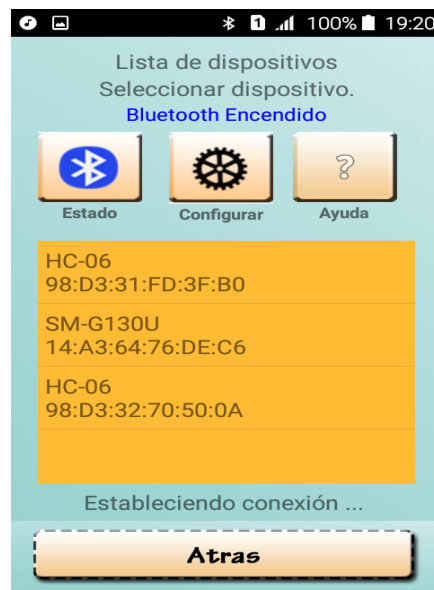 1 100% 19:20
Lista de dispositivos
Seleccionar dispositivo.
Bluetooth Encendido
?
Estado Configurar Ayuda
HC-06
98:D3:31:FD:3F:B0
SM-G130U
14:A3:64:76:DE:C6
HC-06
98:D3:32:70:50:0A
Estableciendo conexión ...
Atras